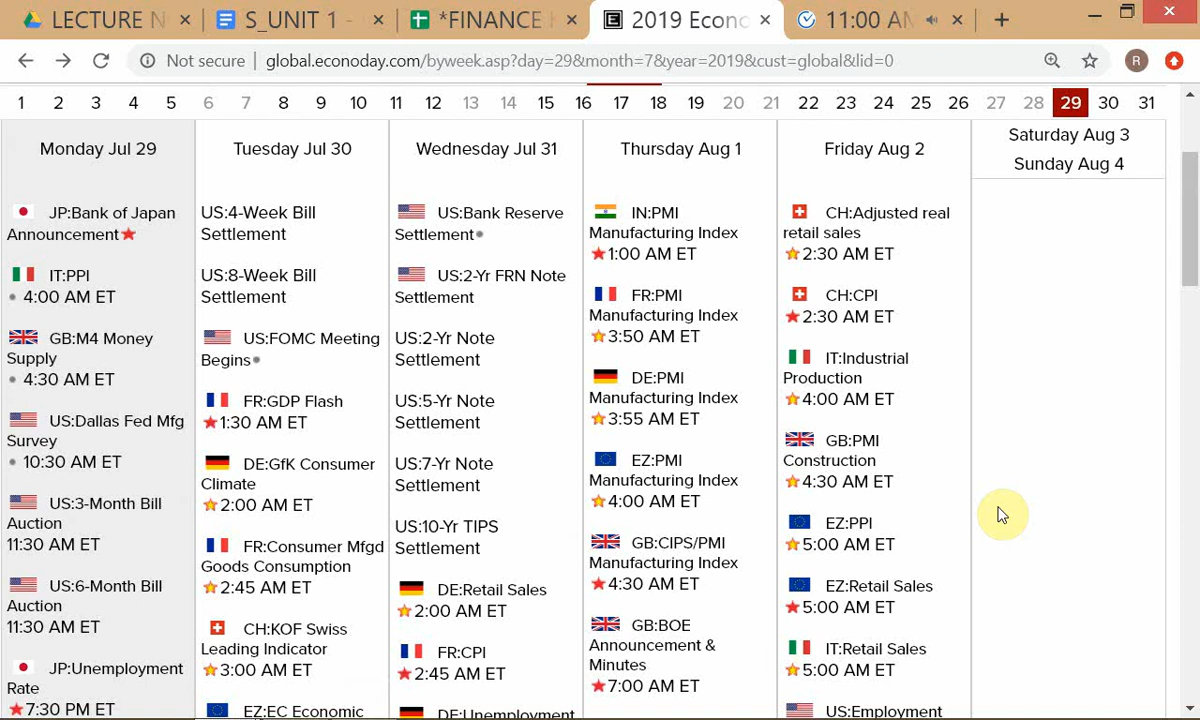 LECTURE N
S_UNIT 1 -
*FINANCE
2019 Econo
11:00 AM
Not secure
global.econoday.com/byweek.asp?day=29&month=7&year=2019&cust=global&lid=0
R
1 2 3 4 5 6 7 8 9 10 11 12 13 14 15 16 17 18 19 20 21 22 23 24 25 26 27 28 29 30 31
Monday Jul 29
JP:Bank of Japan
Announcement
IT:PPI
4:00 AM ET
GB:M4 Money
Supply
4:30 AM ET
US:Dallas Fed Mfg
Survey
10:30 AM ET
US:3-Month Bill
Auction
11:30 AM ET
US:6-Month Bill
Auction
11:30 AM ET
JP:Unemployment
Rate
7:30 PM ET
Tuesday Jul 30
US:4-Week Bill
Settlement
US:8-Week Bill
Settlement
US:FOMC Meeting
Begins
FR:GDP Flash
1:30 AM ET
DE:GfK Consumer
Climate
2:00 AM ET
FR:Consumer Mfgd
Goods Consumption
2:45 AM ET
CH:KOF Swiss
Leading Indicator
3:00 AM ET
EZ:EC Economic
Wednesday Jul 31
US:Bank Reserve
Settlement
US:2-Yr FRN Note
Settlement
US:2-Yr Note
Settlement
US:5-Yr Note
Settlement
US:7-Yr Note
Settlement
US:10-Yr TIPS
Settlement
DE:Retail Sales
2:00 AM ET
FR:CPI
2:45 AM ET
DE:Unemployment
Thursday Aug 1
IN:PMI
Manufacturing Index
1:00 AM ET
FR:PMI
Manufacturing Index
3:50 AM ET
DE:PMI
Manufacturing Index
3:55 AM ET
EZ:PMI
Manufacturing Index
4:00 AM ET
GB:CIPS/PMI
Manufacturing Index
4:30 AM ET
GB:BOE
Announcement &
Minutes
7:00 AM ET
Friday Aug 2
CH:Adjusted real
retail sales
2:30 AM ET
CH:CPI
2:30 AM ET
IT:Industrial
Production
4:00 AM ET
GB:PMI
Construction
4:30 AM ET
EZ:PPI
5:00 AM ET
EZ:Retail Sales
5:00 AM ET
IT:Retail Sales
5:00 AM ET
US:Employment
Saturday Aug 3
Sunday Aug 4